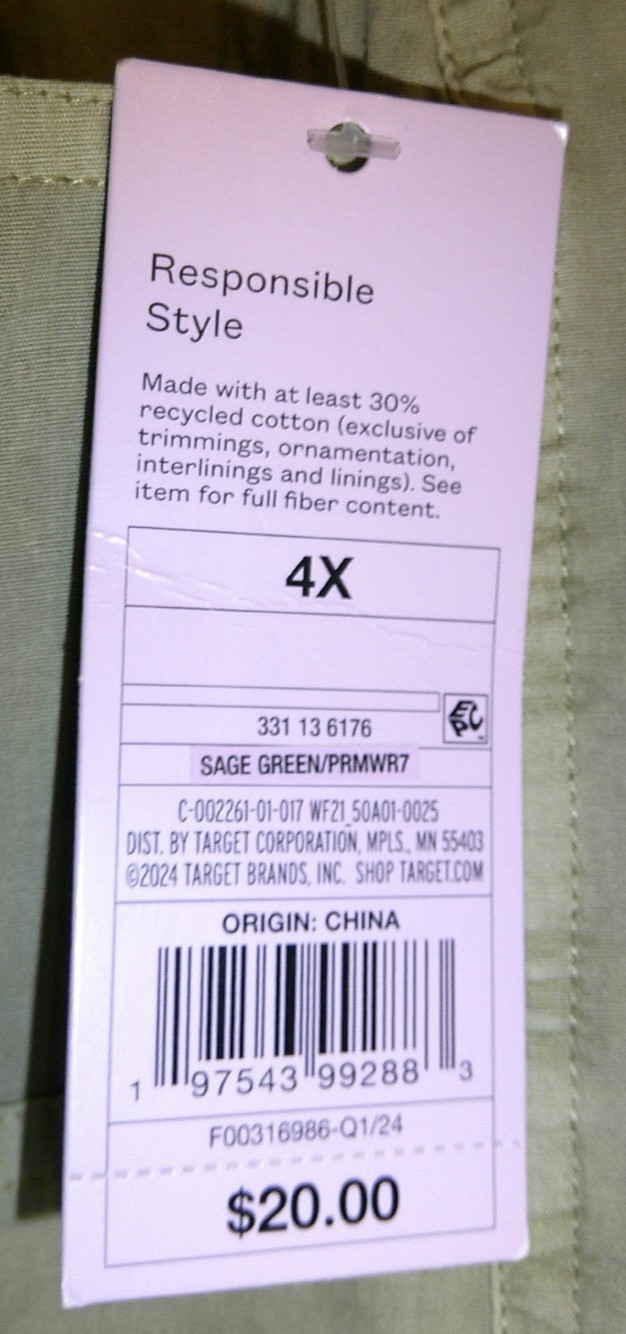 Responsible
Style
Made with at least 30%
recycled cotton (exclusive of
trimmings, ornamentation,
interlinings and linings). See
item for full fiber content.
4X
331 13 6176
EPC
SAGE GREEN/PRMWR7
C-002261-01-017 WF21_50A01-0025
DIST. BY TARGET CORPORATION, MPLS., MN 55403
©2024 TARGET BRANDS, INC. SHOP TARGET.COM
ORIGIN: CHINA
1 97543 99288 3
F00316986-Q1/24
$20.00